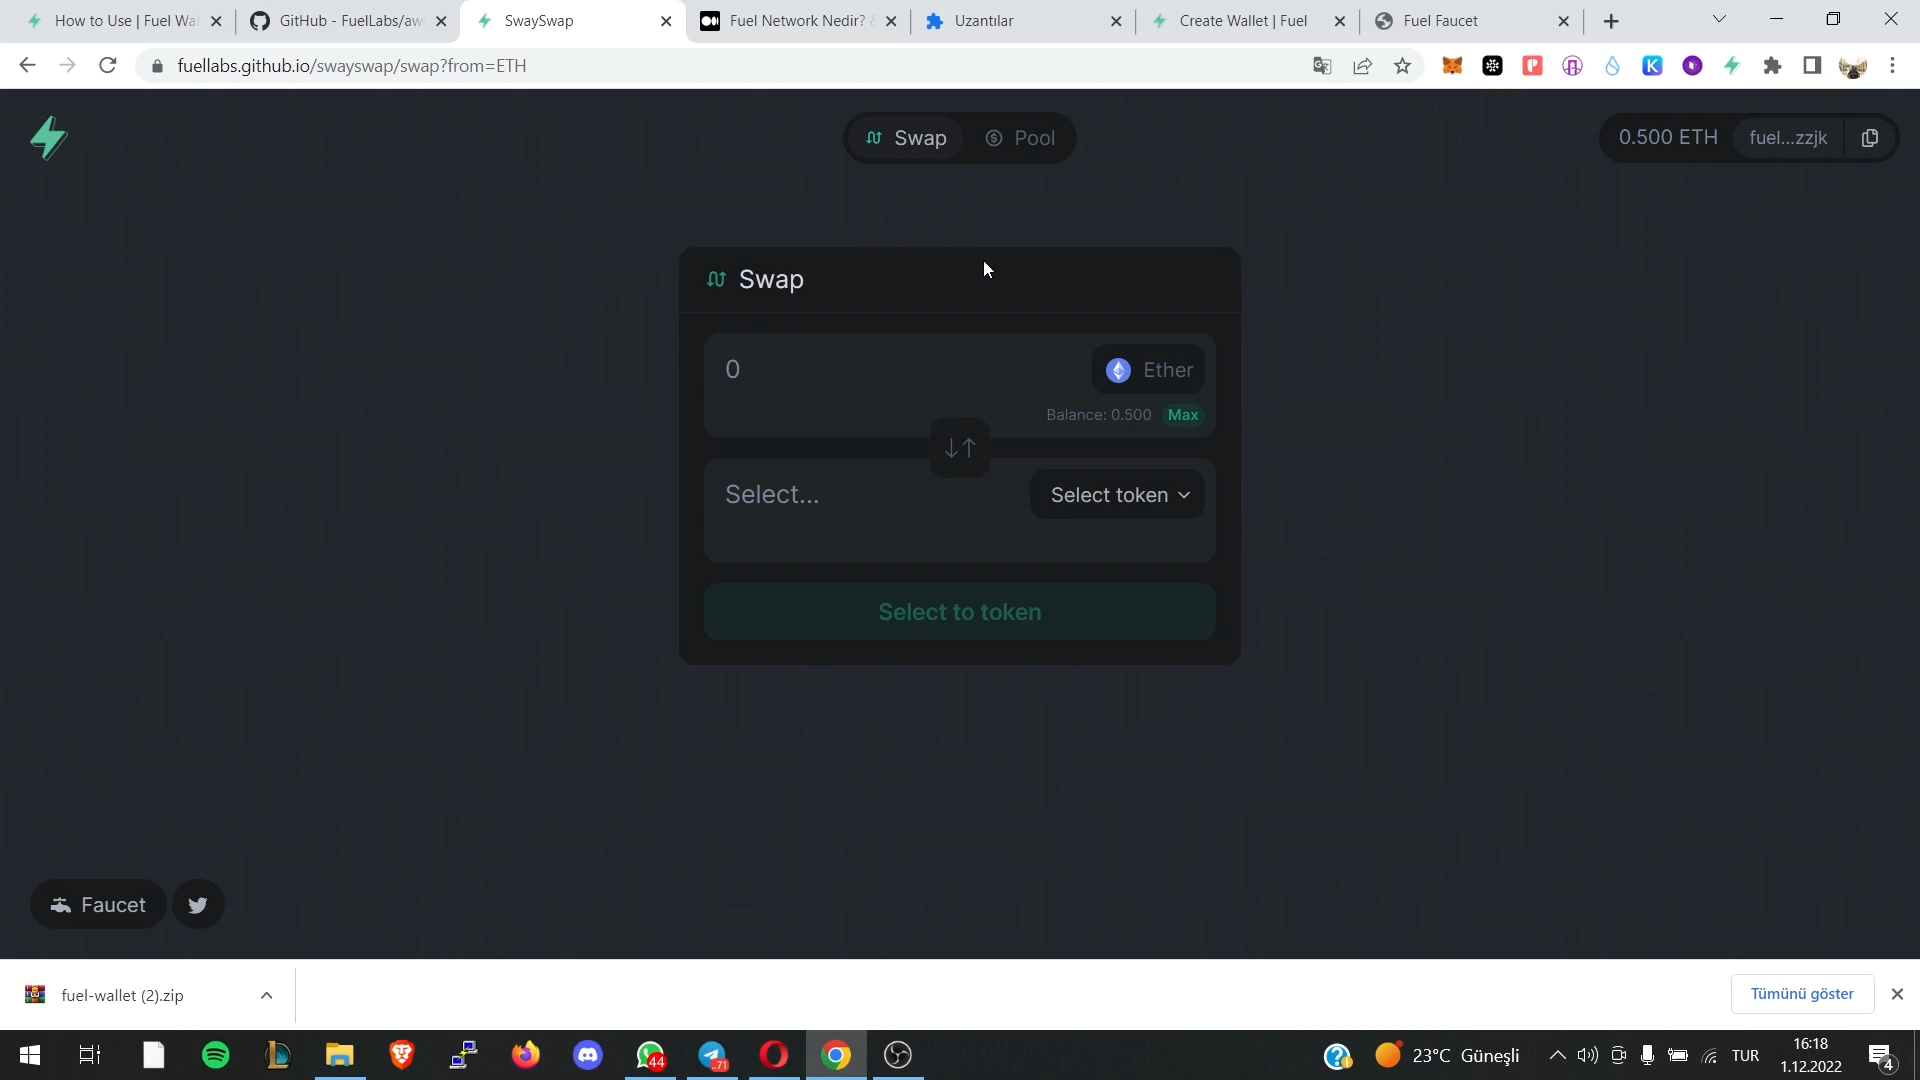 How to Use | Fuel Wal
GitHub - FuelLabs/aw
SwaySwap
Fuel Network Nedir? &
Uzantılar
Create Wallet | Fuel
Fuel Faucet
fuellabs.github.io/swayswap/swap?from=ETH
Swap
Pool
0.500 ETH
fuel...zzjk
Swap
0
Ether
Balance: 0.500 Max
Select...
Select token
Select to token
Faucet
fuel-wallet (2).zip
Tümünü göster
44
71
23°C Güneşli
TUR
16:18
1.12.2022
4